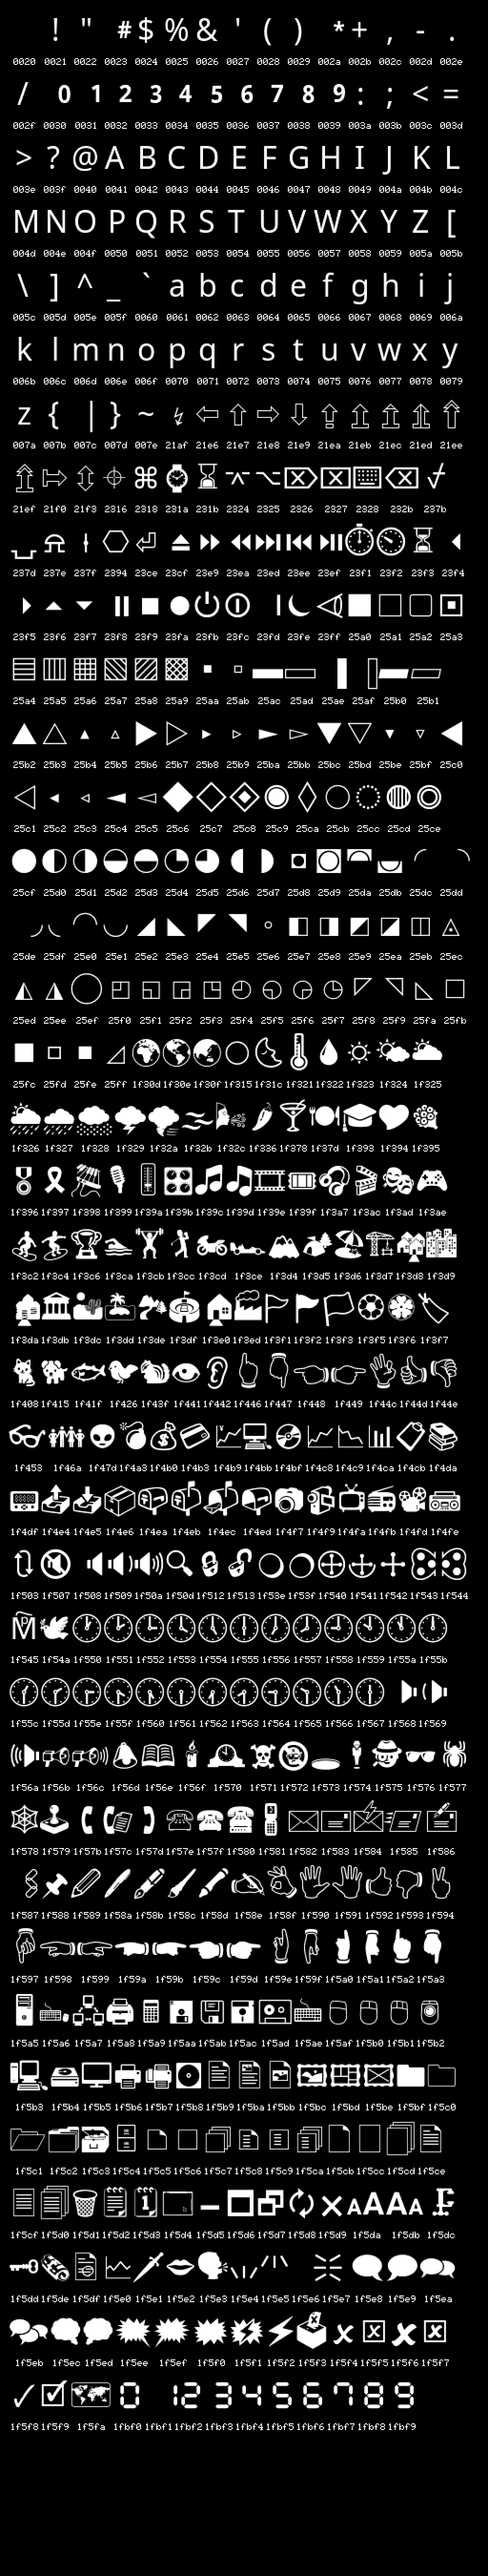 ! " # $ % & ' ( ) * + , - .
0020 0021 0022 0023 0024 0025 0026 0027 0028 0029 002a 002b 002c 002d 002e
/ 0 1 2 3 4 5 6 7 8 9 : ; < =
002f 0030 0031 0032 0033 0034 0035 0036 0037 0038 0039 003a 003b 003c 003d
> ? @ A B C D E F G H I J K L
003e 003f 0040 0041 0042 0043 0044 0045 0046 0047 0048 0049 004a 004b 004c
M N O P Q R S T U V W X Y Z [
004d 004e 004f 0050 0051 0052 0053 0054 0055 0056 0057 0058 0059 005a 005b
\ ] ^ _ ` a b c d e f g h i j
005c 005d 005e 005f 0060 0061 0062 0063 0064 0065 0066 0067 0068 0069 006a
k l m n o p q r s t u v w x y
006b 006c 006d 006e 006f 0070 0071 0072 0073 0074 0075 0076 0077 0078 0079
z { | } ~
007a 007b 007c 007d 007e 21af 21e6 21e7 21e8 21e9 21ea 21eb 21ec 21ed 21ee
21ef 21f0 21f3 2316 2318 231a 231b 2324 2325 2326 2327 2328 232b 237b
237d 237e 237f 2394 23ce 23cf 23e9 23ea 23ed 23ee 23ef 23f1 23f2 23f3 23f4
23f5 23f6 23f7 23f8 23f9 23fa 23fb 23fc 23fd 23fe 23ff 25a0 25a1 25a2 25a3
25a4 25a5 25a6 25a7 25a8 25a9 25aa 25ab 25ac 25ad 25ae 25af 25b0 25b1
25b2 25b3 25b4 25b5 25b6 25b7 25b8 25b9 25ba 25bb 25bc 25bd 25be 25bf 25c0
25c1 25c2 25c3 25c4 25c5 25c6 25c7 25c8 25c9 25ca 25cb 25cc 25cd 25ce
25cf 25d0 25d1 25d2 25d3 25d4 25d5 25d6 25d7 25d8 25d9 25da 25db 25dc 25dd
25de 25df 25e0 25e1 25e2 25e3 25e4 25e5 25e6 25e7 25e8 25e9 25ea 25eb 25ec
25ed 25ee 25ef 25f0 25f1 25f2 25f3 25f4 25f5 25f6 25f7 25f8 25f9 25fa 25fb
25fc 25fd 25fe 25ff 1f30d 1f30e 1f30f 1f315 1f31c 1f321 1f322 1f323 1f324 1f325
1f326 1f327 1f328 1f329 1f32a 1f32b 1f32c 1f336 1f378 1f37d 1f393 1f394 1f395
1f396 1f397 1f398 1f399 1f39a 1f39b 1f39c 1f39d 1f39e 1f39f 1f3a7 1f3ac 1f3ad 1f3ae
1f3c2 1f3c4 1f3c6 1f3ca 1f3cb 1f3cc 1f3cd 1f3ce 1f3d4 1f3d5 1f3d6 1f3d7 1f3d8 1f3d9
1f3da 1f3db 1f3dc 1f3dd 1f3de 1f3df 1f3e0 1f3ed 1f3f1 1f3f2 1f3f3 1f3f5 1f3f6 1f3f7
1f408 1f415 1f41f 1f426 1f43f 1f441 1f442 1f446 1f447 1f448 1f449 1f44c 1f44d 1f44e
1f453 1f46a 1f47d 1f4a3 1f4b0 1f4b3 1f4b9 1f4bb 1f4bf 1f4c8 1f4c9 1f4ca 1f4cb 1f4da
1f4df 1f4e4 1f4e5 1f4e6 1f4ea 1f4eb 1f4ec 1f4ed 1f4f7 1f4f9 1f4fa 1f4fb 1f4fd 1f4fe
1f503 1f507 1f508 1f509 1f50a 1f50d 1f512 1f513 1f53e 1f53f 1f540 1f541 1f542 1f543 1f544
1f545 1f54a 1f550 1f551 1f552 1f553 1f554 1f555 1f556 1f557 1f558 1f559 1f55a 1f55b
1f55c 1f55d 1f55e 1f55f 1f560 1f561 1f562 1f563 1f564 1f565 1f566 1f567 1f568 1f569
1f56a 1f56b 1f56c 1f56d 1f56e 1f56f 1f570 1f571 1f572 1f573 1f574 1f575 1f576 1f577
1f578 1f579 1f57b 1f57c 1f57d 1f57e 1f57f 1f580 1f581 1f582 1f583 1f584 1f585 1f586
1f587 1f588 1f589 1f58a 1f58b 1f58c 1f58d 1f58e 1f58f 1f590 1f591 1f592 1f593 1f594
1f597 1f598 1f599 1f59a 1f59b 1f59c 1f59d 1f59e 1f59f 1f5a0 1f5a1 1f5a2 1f5a3
1f5a5 1f5a6 1f5a7 1f5a8 1f5a9 1f5aa 1f5ab 1f5ac 1f5ad 1f5ae 1f5af 1f5b0 1f5b1 1f5b2
1f5b3 1f5b4 1f5b5 1f5b6 1f5b7 1f5b8 1f5b9 1f5ba 1f5bb 1f5bc 1f5bd 1f5be 1f5bf 1f5c0
1f5c1 1f5c2 1f5c3 1f5c4 1f5c5 1f5c6 1f5c7 1f5c8 1f5c9 1f5ca 1f5cb 1f5cc 1f5cd 1f5ce
1f5cf 1f5d0 1f5d1 1f5d2 1f5d3 1f5d4 1f5d5 1f5d6 1f5d7 1f5d8 1f5d9 1f5da 1f5db 1f5dc
1f5dd 1f5de 1f5df 1f5e0 1f5e1 1f5e2 1f5e3 1f5e4 1f5e5 1f5e6 1f5e7 1f5e8 1f5e9 1f5ea
1f5eb 1f5ec 1f5ed 1f5ee 1f5ef 1f5f0 1f5f1 1f5f2 1f5f3 1f5f4 1f5f5 1f5f6 1f5f7
0 1 2 3 4 5 6 7 8 9
1f5f8 1f5f9 1f5fa 1fbf0 1fbf1 1fbf2 1fbf3 1fbf4 1fbf5 1fbf6 1fbf7 1fbf8 1fbf9